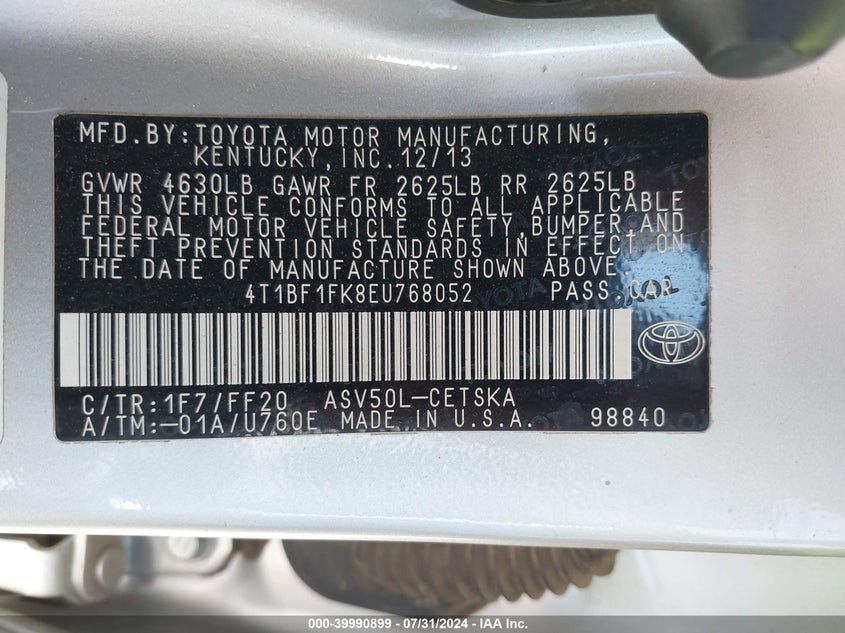 MFD.BY:TOYOTA MOTOR MANUFACTURING,
KENTUCKY,INC.12/13
GVWR 4630LB GAWR FR 2625LB RR 2625LB
THIS VEHICLE CONFORMS TO ALL APPLICABLE
FEDERAL MOTOR VEHICLE SAFETY,BUMPER,AND
THEFT PREVENTION STANDARDS IN EFFECT ON
THE DATE OF MANUFACTURE SHOWN ABOVE.
4T1BF1FK8EU768052 PASS.CAR
C/TR:1F7/FF20 ASV50L-CETSKA
A/TM:-01A/U760E MADE IN U.S.A. 98840
000-39990899 - 07/31/2024 - IAA Inc.